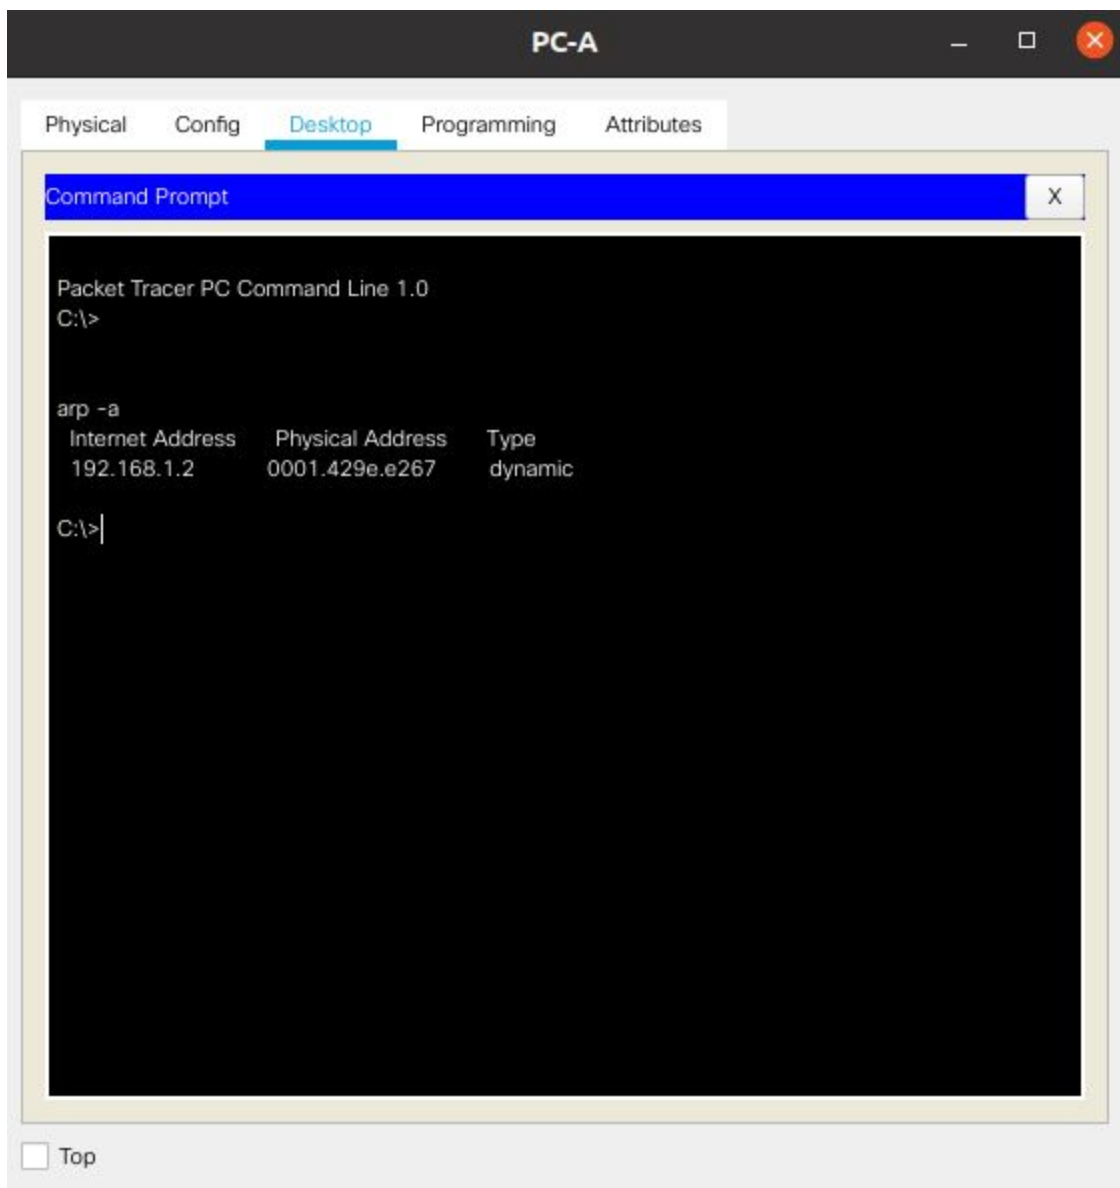 PC-A
Physical Config Desktop Programming Attributes
Command Prompt X
Packet Tracer PC Command Line 1.0
C:\>
arp -a
Internet Address Physical Address Type
192.168.1.2 0001.429e.e267 dynamic
C:\>
Top